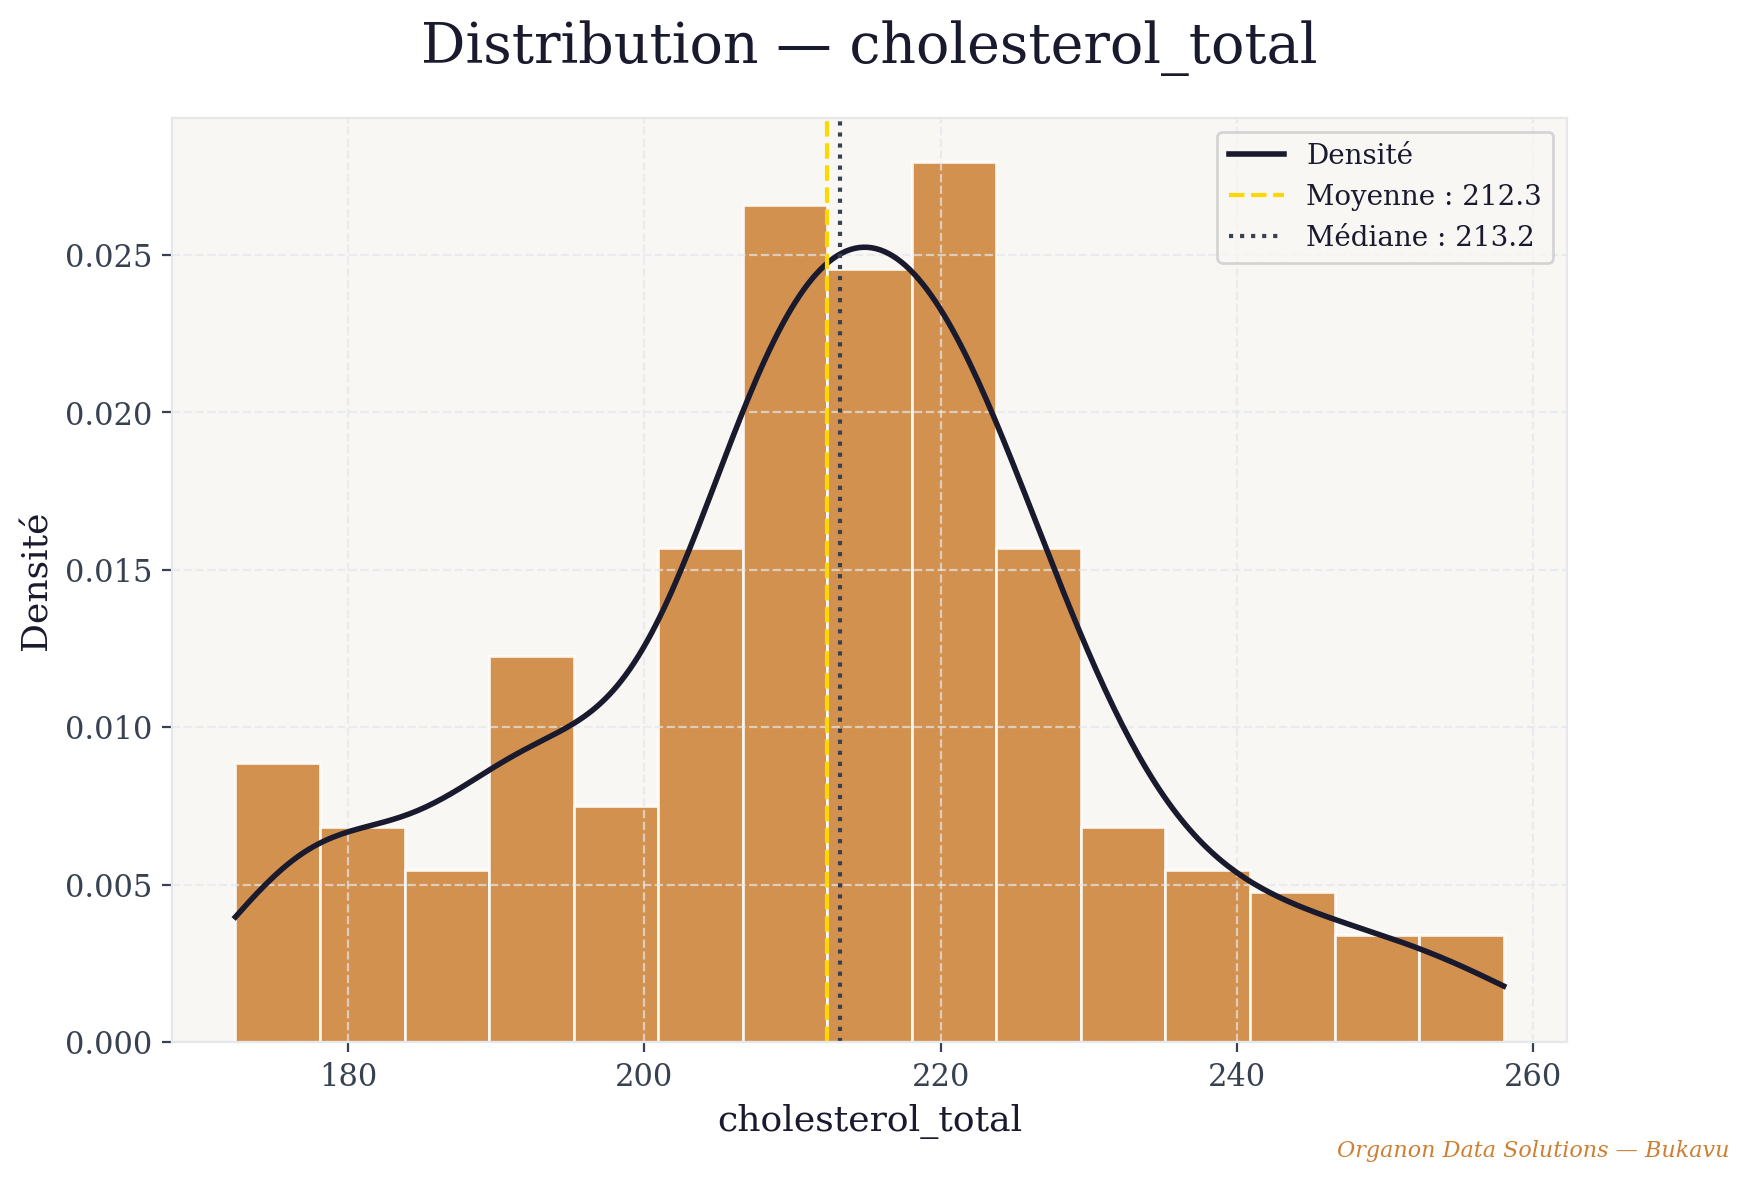 Distribution — cholesterol_total
Densité
Moyenne : 212.3
Médiane : 213.2
0.025
0.020
0.015
0.010
0.005
0.000
Densité
180 200 220 240 260
cholesterol_total
Organon Data Solutions — Bukavu